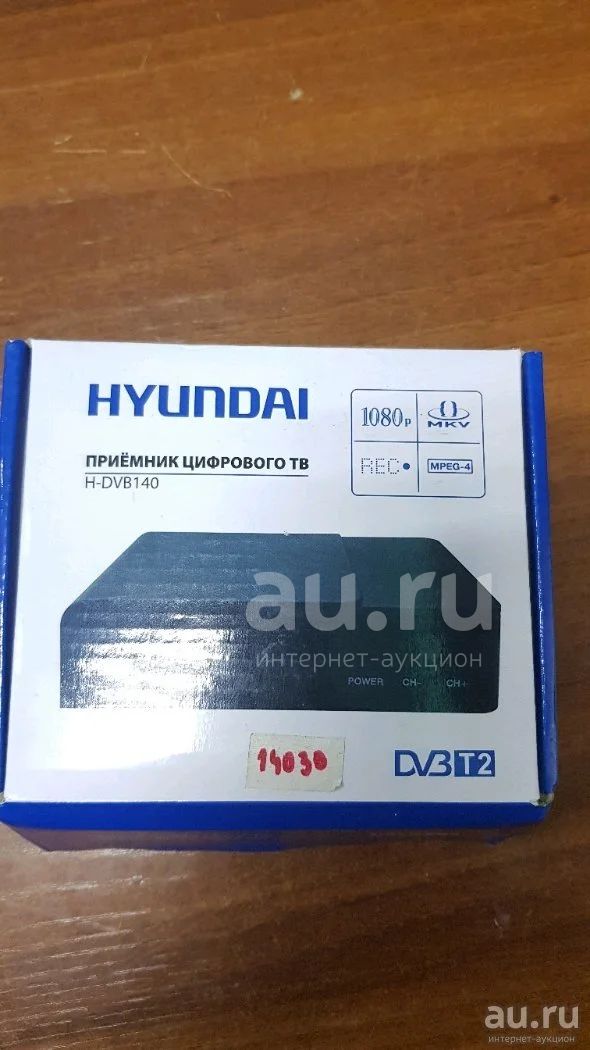 HYUNDAI
ПРИЁМНИК ЦИФРОВОГО ТВ
H-DVB140
1080p
MKV
REC
MPEG-4
au.ru
интернет-аукцион
POWER CH- CH+
14030
DVB T2
au.ru
интернет-аукцион